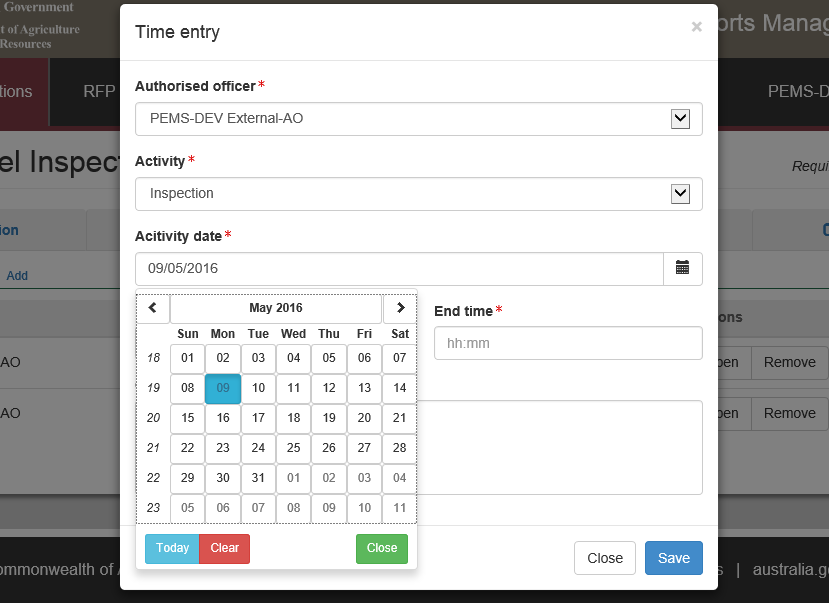 Government
t of Agriculture
Resources
orts Manag
tions
RFP
PEMS-D
el Inspect
Requi
ion
Add
ons
AO
pen
Remove
AO
pen
Remove
Time entry
×
Authorised officer*
PEMS-DEV External-AO
Activity*
Inspection
Acitivity date*
09/05/2016
May 2016
Sun Mon Tue Wed Thu Fri Sat
18 01 02 03 04 05 06 07
19 08 09 10 11 12 13 14
20 15 16 17 18 19 20 21
21 22 23 24 25 26 27 28
22 29 30 31 01 02 03 04
23 05 06 07 08 09 10 11
Today Clear Close
End time*
hh:mm
Close Save
ommonwealth of A
s | australia.go